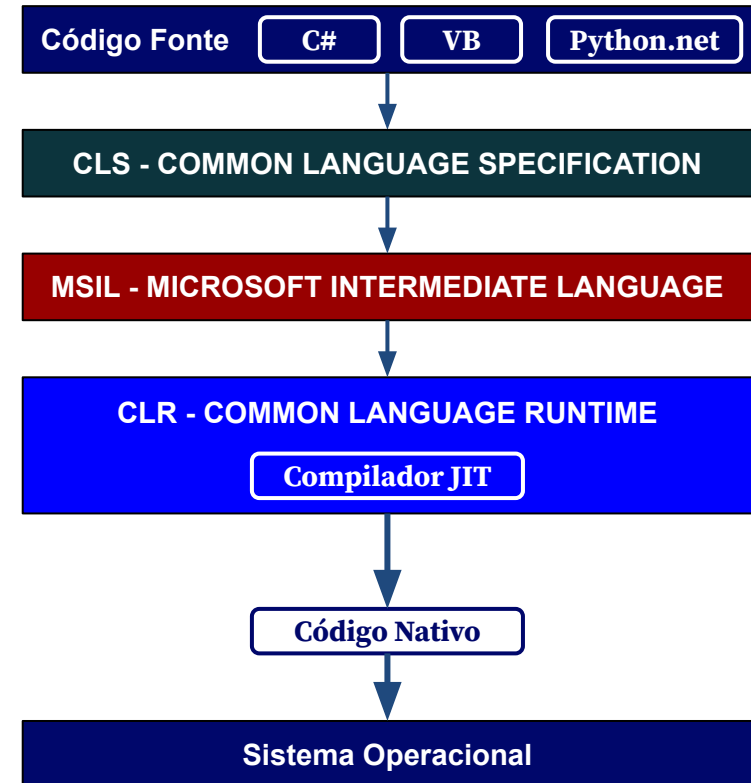 Código Fonte C# VB Python.net
CLS - COMMON LANGUAGE SPECIFICATION
MSIL - MICROSOFT INTERMEDIATE LANGUAGE
CLR - COMMON LANGUAGE RUNTIME
Compilador JIT
Código Nativo
Sistema Operacional